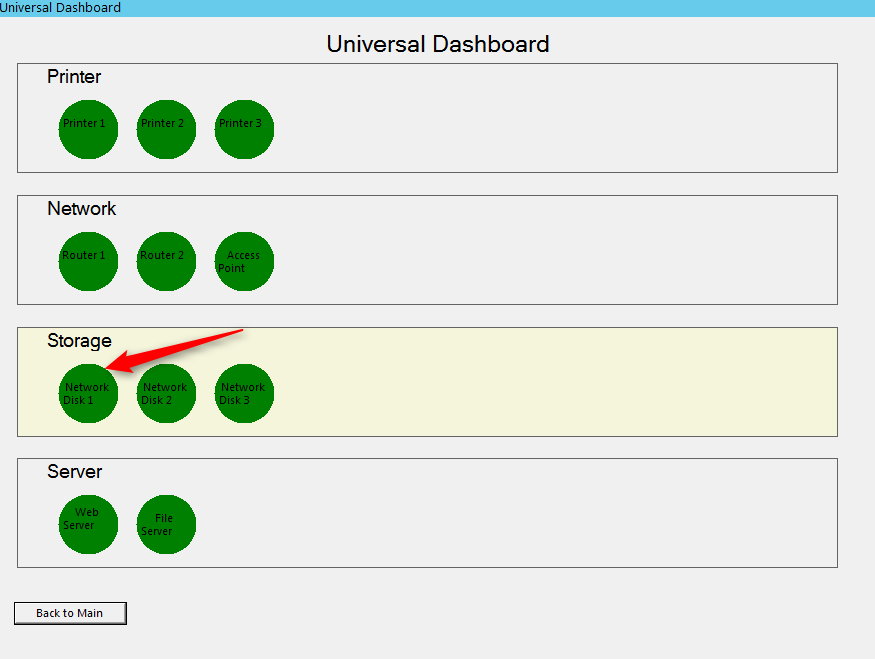 Universal Dashboard
Universal Dashboard
Printer
Printer 1
Printer 2
Printer 3
Network
Router 1
Router 2
Access
Point
Storage
Network
Disk 1
Network
Disk 2
Network
Disk 3
Server
Web
Server
File
Server
Back to Main